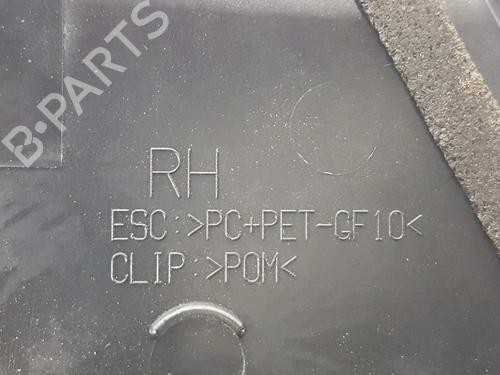 B-PARTS
RH
ESC:>PC+PET-GF10<
CLIP:>POM<